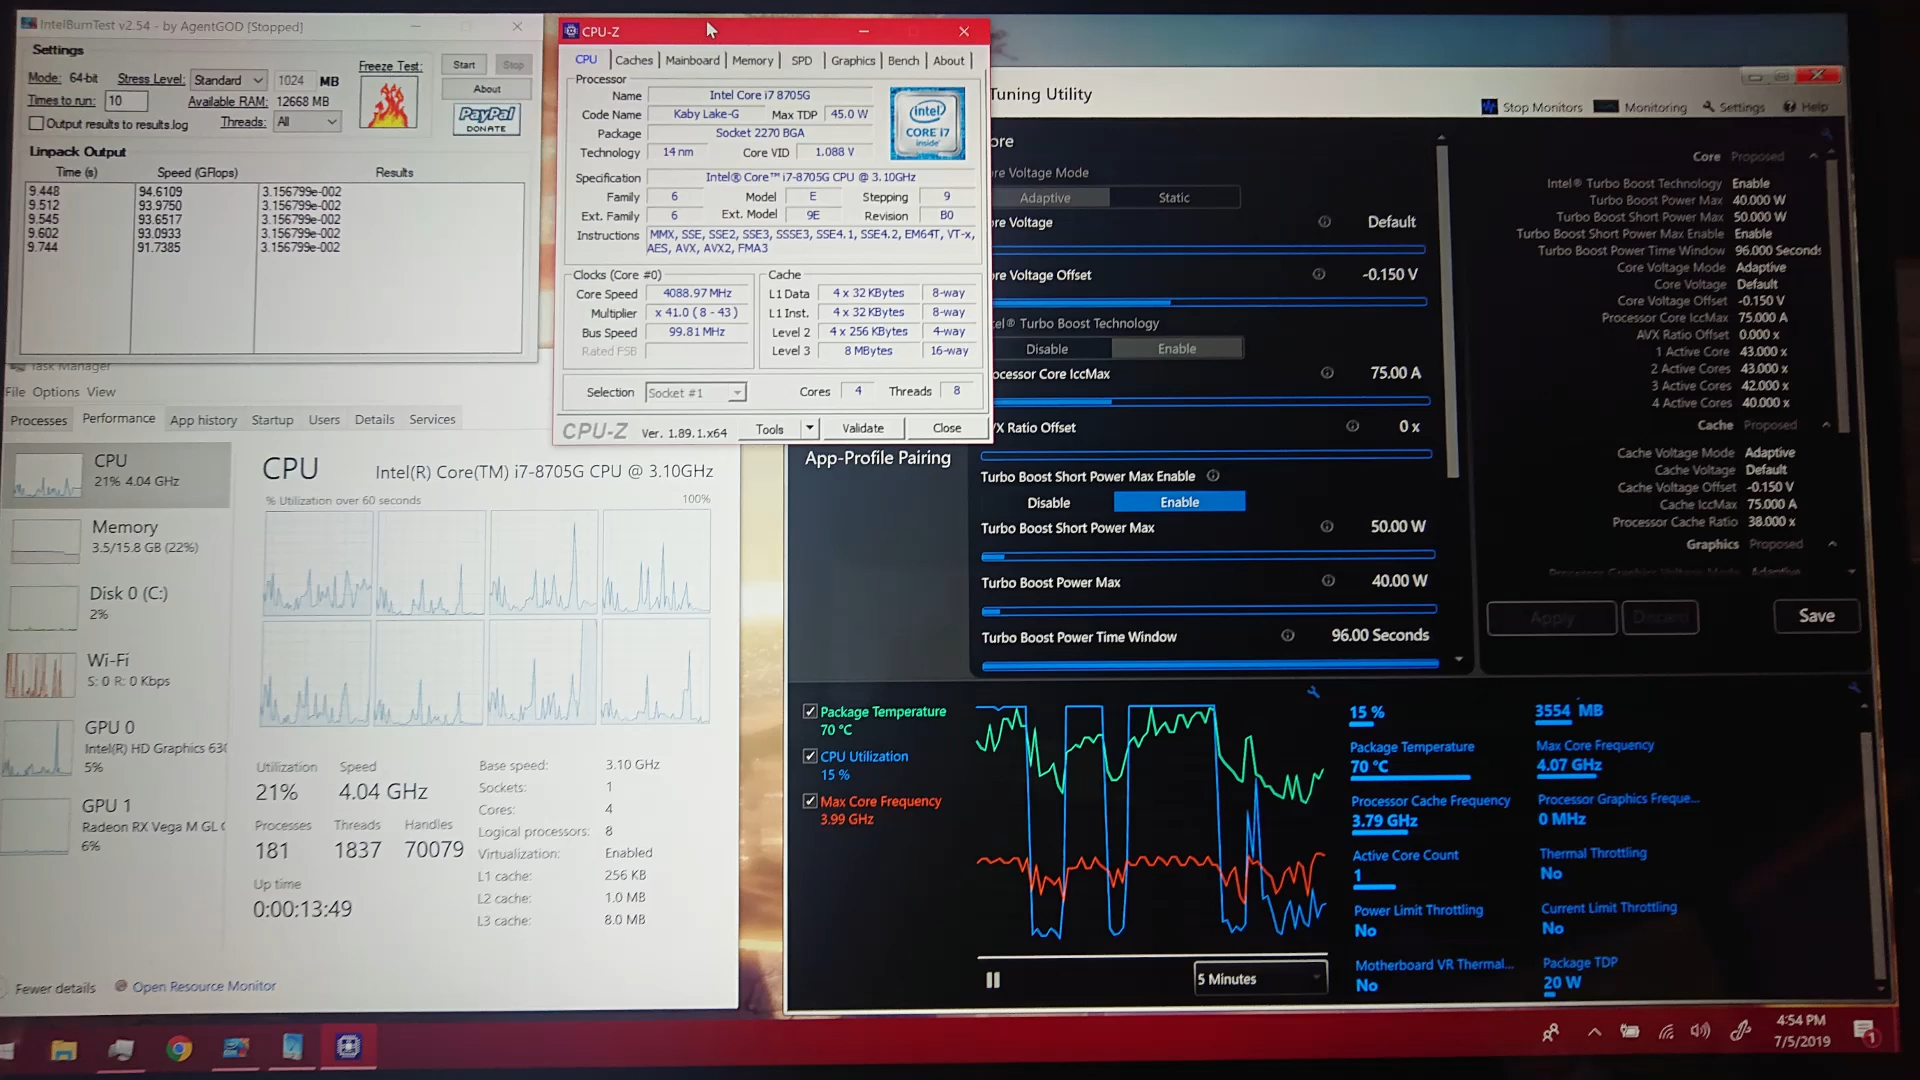 IntelBurnTest v2.54 - by AgentGOD [Stopped]
Settings
Mode: 64-bit
Stress Level: Standard
1024 MB
Times to run: 10
Available RAM: 12668 MB
Output results to results.log
Threads: All
Freeze Test:
Start
Stop
About
PayPal
DONATE
Linpack Output
Time (s) Speed (GFlops) Results
9.448 94.6109 3.156799e-002
9.512 93.9750 3.156799e-002
9.545 93.6517 3.156799e-002
9.602 93.0933 3.156799e-002
9.744 91.7385 3.156799e-002
CPU-Z
CPU Caches Mainboard Memory SPD Graphics Bench About
Processor
Name Intel Core i7 8705G
Code Name Kaby Lake-G Max TDP 45.0 W
Package Socket 2270 BGA
Technology 14 nm Core VID 1.088 V
(intel)
CORE i7
inside
Specification Intel® Core™ i7-8705G CPU @ 3.10GHz
Family 6 Model E Stepping 9
Ext. Family 6 Ext. Model 9E Revision B0
Instructions MMX, SSE, SSE2, SSE3, SSSE3, SSE4.1, SSE4.2, EM64T, VT-x,
AES, AVX, AVX2, FMA3
Clocks (Core #0)
Core Speed 4088.97 MHz
Multiplier x 41.0 ( 8 - 43 )
Bus Speed 99.81 MHz
Rated FSB
Cache
L1 Data 4 x 32 KBytes 8-way
L1 Inst. 4 x 32 KBytes 8-way
Level 2 4 x 256 KBytes 4-way
Level 3 8 MBytes 16-way
Selection Socket #1 Cores 4 Threads 8
CPU-Z Ver. 1.89.1.x64 Tools Validate Close
Task Manager
File Options View
Processes Performance App history Startup Users Details Services
CPU
21% 4.04 GHz
Memory
3.5/15.8 GB (22%)
Disk 0 (C:)
2%
Wi-Fi
S: 0 R: 0 Kbps
GPU 0
Intel(R) HD Graphics 630
5%
GPU 1
Radeon RX Vega M GL
6%
CPU Intel(R) Core(TM) i7-8705G CPU @ 3.10GHz
% Utilization over 60 seconds 100%
Utilization Speed
21% 4.04 GHz
Processes Threads Handles
181 1837 70079
Up time
0:00:13:49
Base speed: 3.10 GHz
Sockets: 1
Cores: 4
Logical processors: 8
Virtualization: Enabled
L1 cache: 256 KB
L2 cache: 1.0 MB
L3 cache: 8.0 MB
Fewer details Open Resource Monitor
Tuning Utility
Stop Monitors Monitoring Settings Help
ore
re Voltage Mode
Adaptive Static
re Voltage Default
re Voltage Offset -0.150 V
el® Turbo Boost Technology
Disable Enable
ocessor Core IccMax 75.00 A
X Ratio Offset 0 x
App-Profile Pairing
Turbo Boost Short Power Max Enable
Disable Enable
Turbo Boost Short Power Max 50.00 W
Turbo Boost Power Max 40.00 W
Turbo Boost Power Time Window 96.00 Seconds
Core Proposed
Intel® Turbo Boost Technology Enable
Turbo Boost Power Max 40.000 W
Turbo Boost Short Power Max 50.000 W
Turbo Boost Short Power Max Enable Enable
Turbo Boost Power Time Window 96.000 Seconds
Core Voltage Mode Adaptive
Core Voltage Default
Core Voltage Offset -0.150 V
Processor Core IccMax 75.000 A
AVX Ratio Offset 0.000 x
1 Active Core 43.000 x
2 Active Cores 43.000 x
3 Active Cores 42.000 x
4 Active Cores 40.000 x
Cache Proposed
Cache Voltage Mode Adaptive
Cache Voltage Default
Cache Voltage Offset -0.150 V
Cache IccMax 75.000 A
Processor Cache Ratio 38.000 x
Graphics Proposed
Apply Discard Save
Package Temperature
70 °C
CPU Utilization
15 %
Max Core Frequency
3.99 GHz
5 Minutes
15 %
Package Temperature
70 °C
Processor Cache Frequency
3.79 GHz
Active Core Count
1
Power Limit Throttling
No
Motherboard VR Thermal...
No
3554 MB
Max Core Frequency
4.07 GHz
Processor Graphics Freque...
0 MHz
Thermal Throttling
No
Current Limit Throttling
No
Package TDP
20 W
4:54 PM
7/5/2019
1